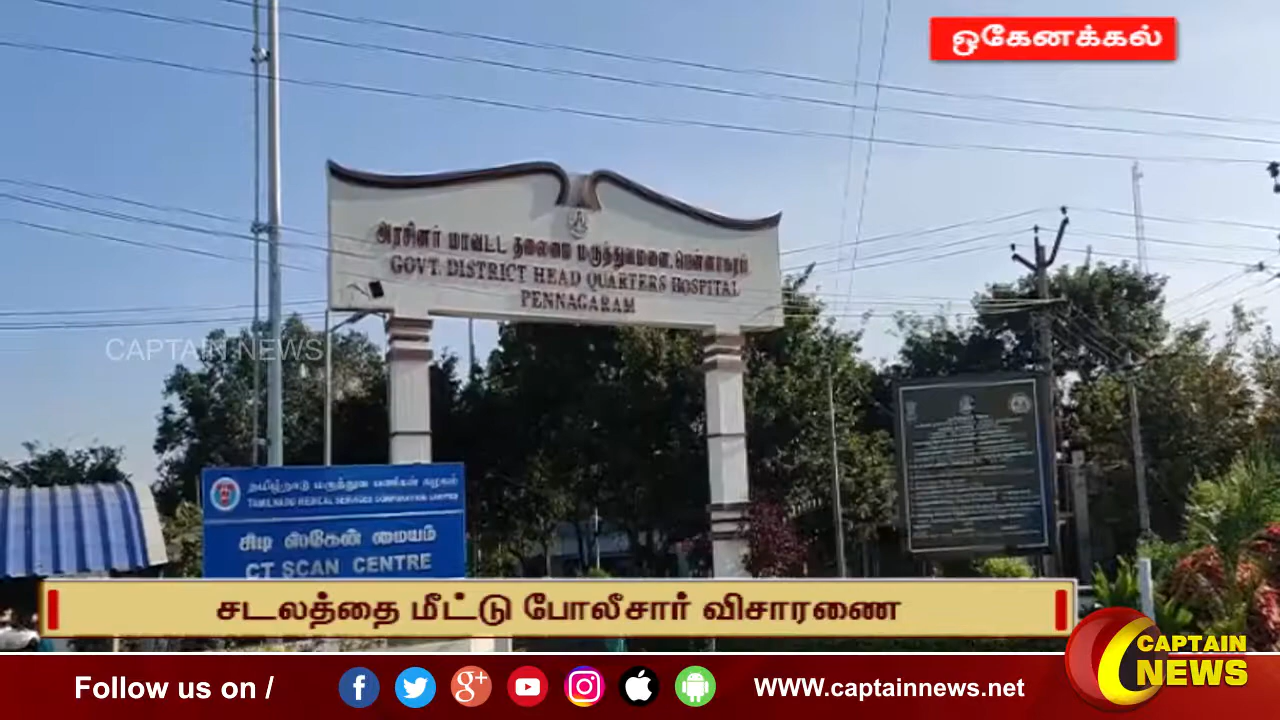 ஒகேனக்கல்
அரசினர் மாவட்ட தலைமை மருத்துவமனை, பென்னாகரம்
GOVT. DISTRICT HEAD QUARTERS HOSPITAL
PENNAGARAM
CAPTAIN NEWS
தமிழ்நாடு மருத்துவ பணிகள் கழகம்
TAMILNADU MEDICAL SERVICES CORPORATION LIMITED
சிடி ஸ்கேன் மையம்
CT SCAN CENTRE
சடலத்தை மீட்டு போலீசார் விசாரணை
Follow us on /
WWW.captainnews.net
CAPTAIN
NEWS